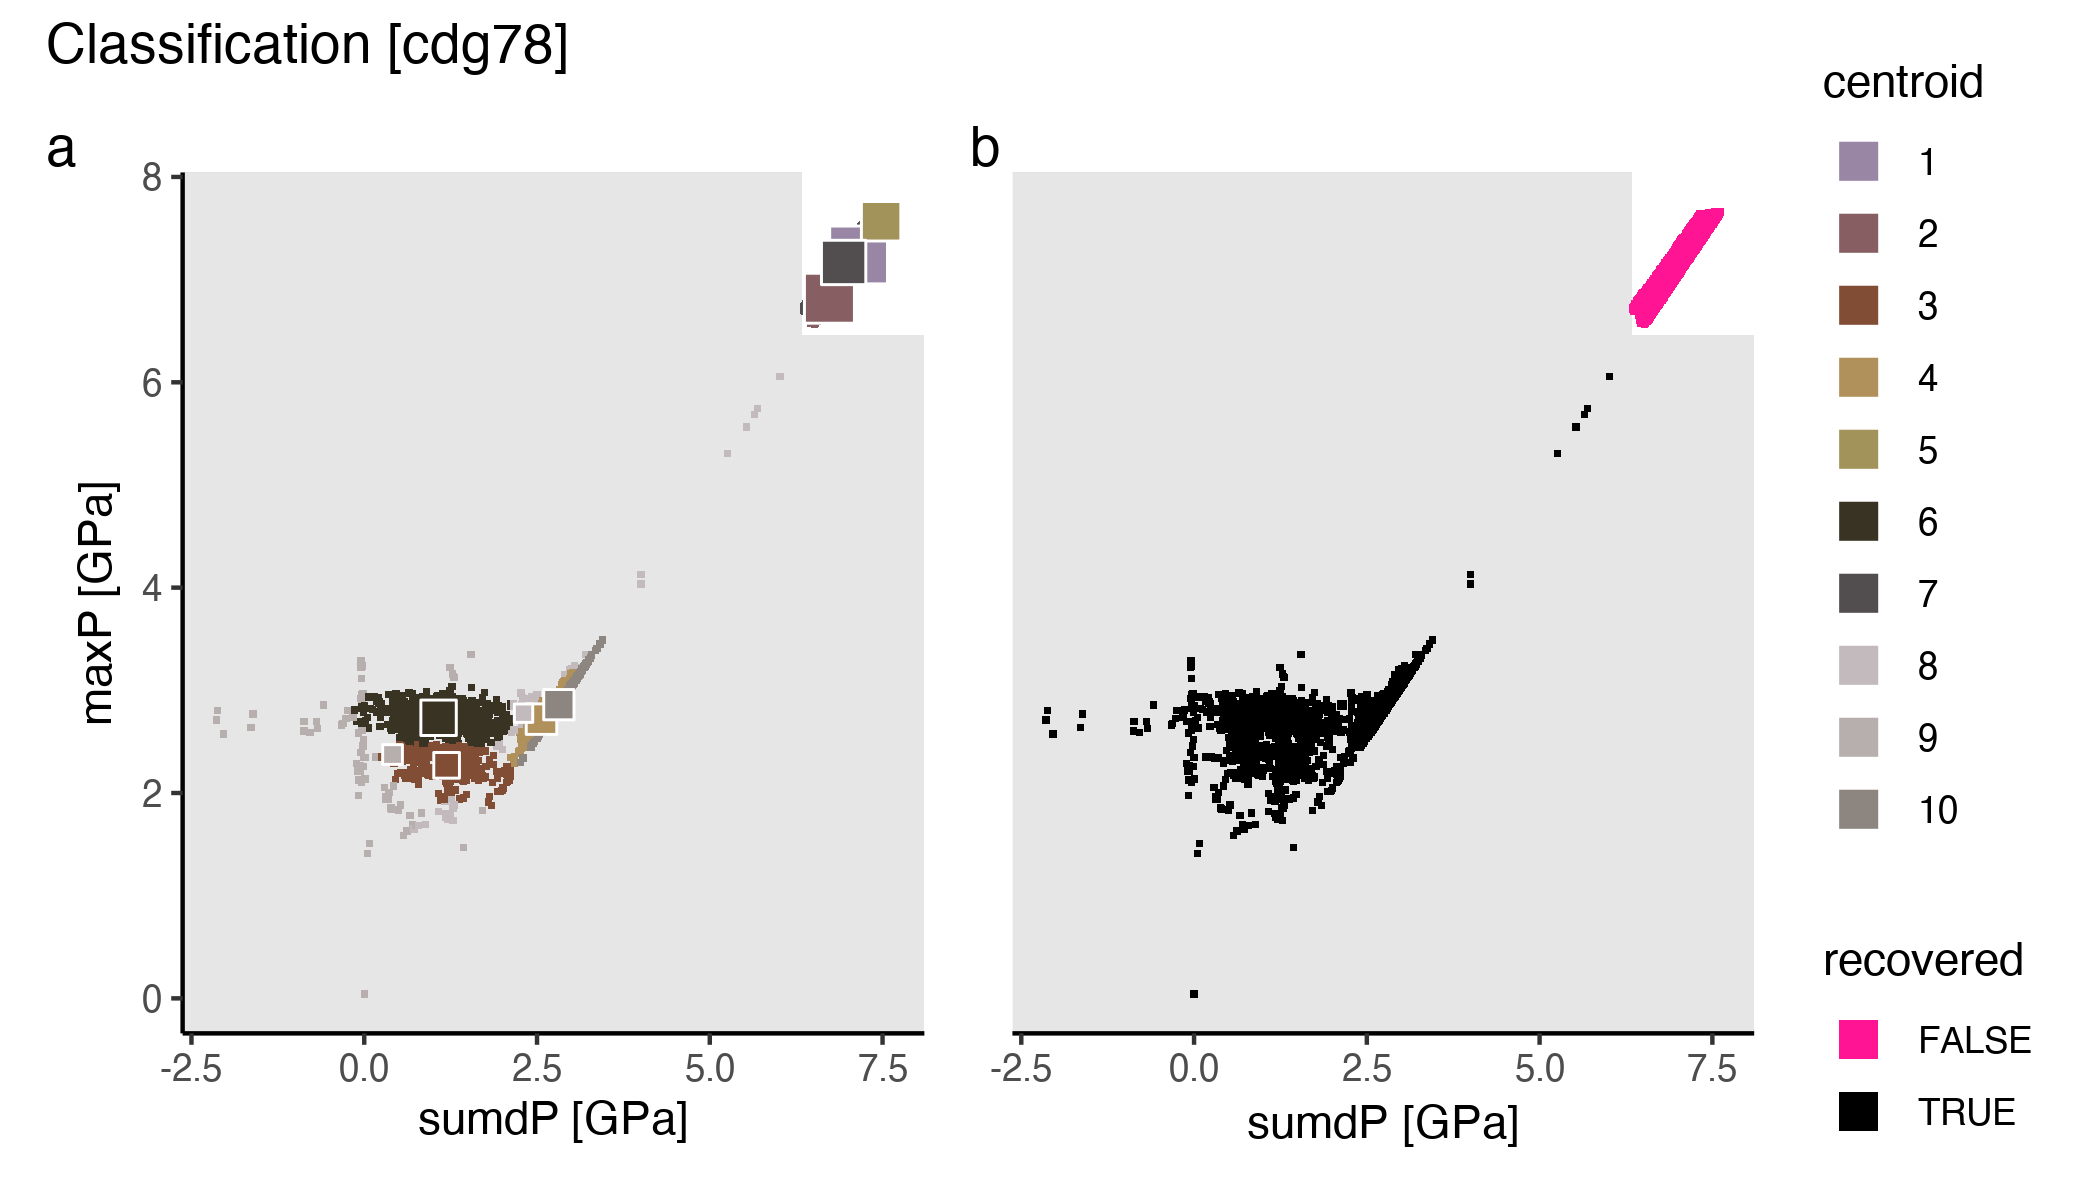 Classification [cdg78]
a
b
maxP [GPa]
8
6
4
2
0
-2.5 0.0 2.5 5.0 7.5
sumdP [GPa]
-2.5 0.0 2.5 5.0 7.5
sumdP [GPa]
centroid
1
2
3
4
5
6
7
8
9
10
recovered
FALSE
TRUE